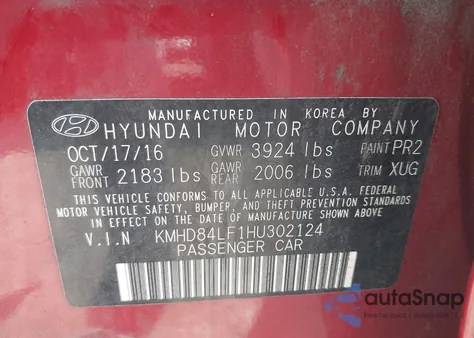 MANUFACTURED IN KOREA BY
HYUNDAI MOTOR COMPANY
OCT/17/16 GVWR 3924 lbs PAINT PR2
GAWR FRONT 2183 lbs GAWR REAR 2006 lbs TRIM XUG
THIS VEHICLE CONFORMS TO ALL APPLICABLE U.S.A. FEDERAL
MOTOR VEHICLE SAFETY, BUMPER, AND THEFT PREVENTION STANDARDS
IN EFFECT ON THE DATE OF MANUFACTURE SHOWN ABOVE.
V.I.N KMHD84LF1HU302124
PASSENGER CAR
autaSnap